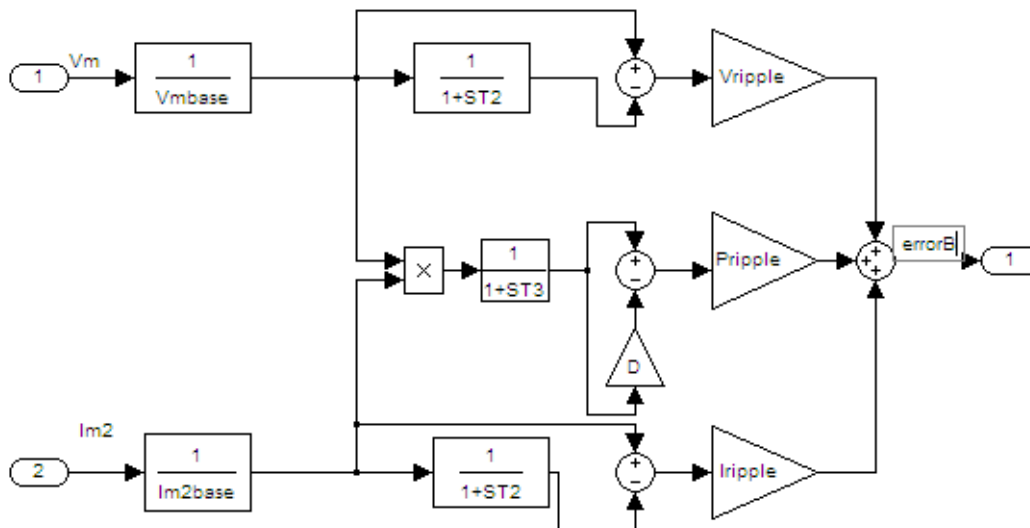 Vm
1
1
Vmbase
1
1+ST2
+
−
Vripple
×
1
1+ST3
+
−
D
Pripple
+
+
+
errorB
1
Im2
2
1
Im2base
1
1+ST2
+
−
Iripple